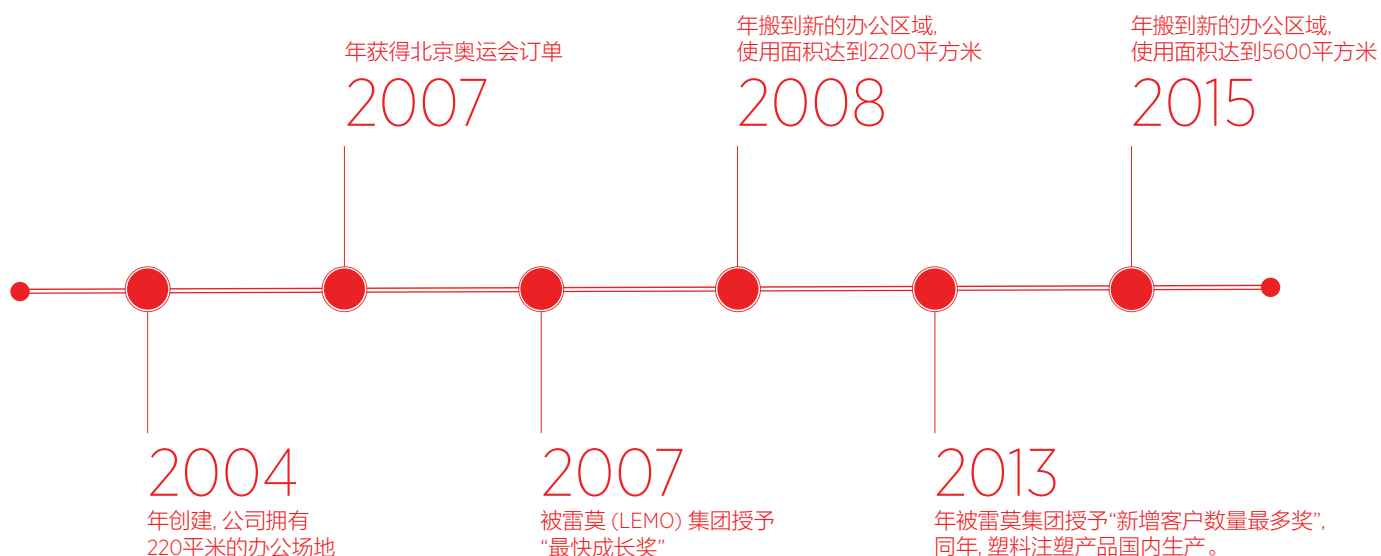 年获得北京奥运会订单
2007
年搬到新的办公区域,
使用面积达到2200平方米
2008
年搬到新的办公区域,
使用面积达到5600平方米
2015
2004
年创建, 公司拥有
220平米的办公场地
2007
被雷莫 (LEMO) 集团授予
“最快成长奖”
2013
年被雷莫集团授予“新增客户数量最多奖”,
同年, 塑料注塑产品国内生产。